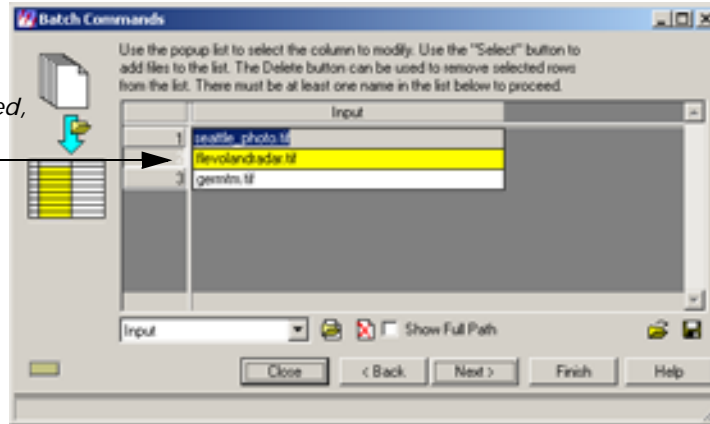 Batch Commands
Use the popup list to select the column to modify. Use the "Select" button to
add files to the list. The Delete button can be used to remove selected rows
from the list. There must be at least one name in the list below to proceed.
ed,
Input
1 seattle_photo.tif
flevolandradar.tif
3 germtm.tif
Input
Show Full Path
Close
< Back
Next >
Finish
Help